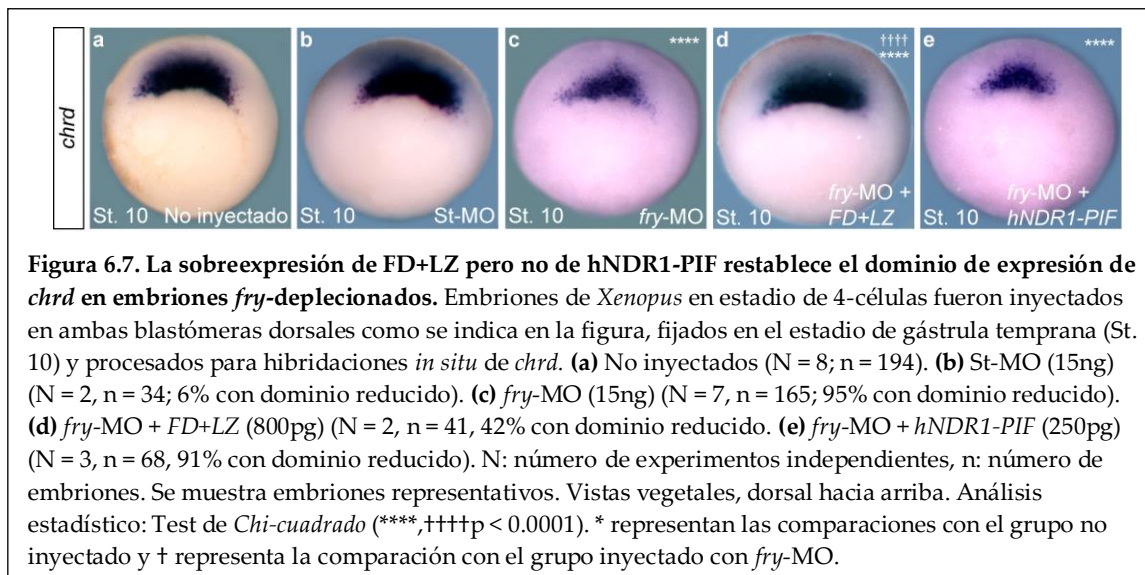 chrd
a
St. 10 No inyectado
b
St. 10 St-MO
c ****
St. 10 fry-MO
d ††††
****
fry-MO +
St. 10 FD+LZ
e ****
fry-MO +
St. 10 hNDR1-PIF
Figura 6.7. La sobreexpresión de FD+LZ pero no de hNDR1-PIF restablece el dominio de expresión de
chrd en embriones fry-deplecionados. Embriones de Xenopus en estadio de 4-células fueron inyectados
en ambas blastómeras dorsales como se indica en la figura, fijados en el estadio de gástrula temprana (St.
10) y procesados para hibridaciones in situ de chrd. (a) No inyectados (N = 8; n = 194). (b) St-MO (15ng)
(N = 2, n = 34; 6% con dominio reducido). (c) fry-MO (15ng) (N = 7, n = 165; 95% con dominio reducido).
(d) fry-MO + FD+LZ (800pg) (N = 2, n = 41, 42% con dominio reducido. (e) fry-MO + hNDR1-PIF (250pg)
(N = 3, n = 68, 91% con dominio reducido). N: número de experimentos independientes, n: número de
embriones. Se muestra embriones representativos. Vistas vegetales, dorsal hacia arriba. Análisis
estadístico: Test de Chi-cuadrado (****,††††p < 0.0001). * representan las comparaciones con el grupo no
inyectado y † representa la comparación con el grupo inyectado con fry-MO.